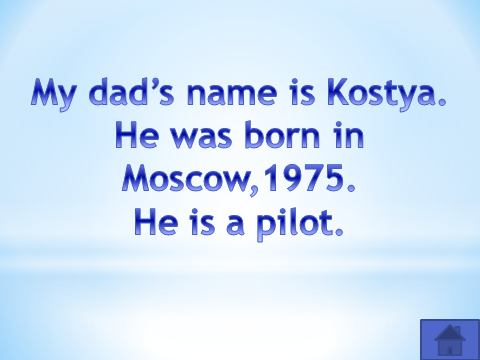 My dad’s name is Kostya.
He was born in
Moscow,1975.
He is a pilot.